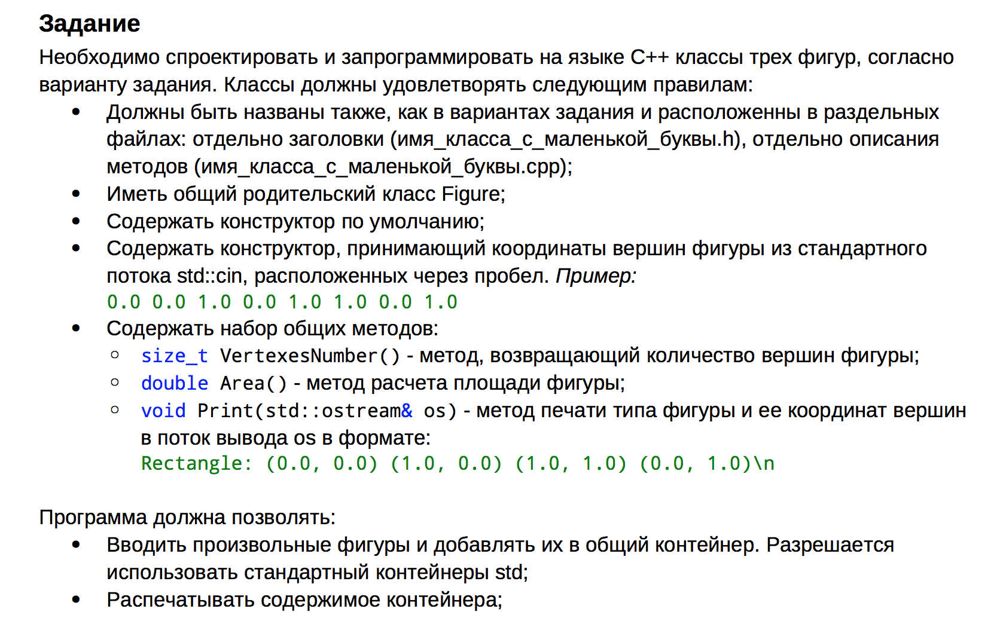 Задание
Необходимо спроектировать и запрограммировать на языке C++ классы трех фигур, согласно
варианту задания. Классы должны удовлетворять следующим правилам:
• Должны быть названы также, как в вариантах задания и расположенны в раздельных
файлах: отдельно заголовки (имя_класса_с_маленькой_буквы.h), отдельно описания
методов (имя_класса_с_маленькой_буквы.cpp);
• Иметь общий родительский класс Figure;
• Содержать конструктор по умолчанию;
• Содержать конструктор, принимающий координаты вершин фигуры из стандартного
потока std::cin, расположенных через пробел. Пример:
0.0 0.0 1.0 0.0 1.0 1.0 0.0 1.0
• Содержать набор общих методов:
○ size_t VertexesNumber() - метод, возвращающий количество вершин фигуры;
○ double Area() - метод расчета площади фигуры;
○ void Print(std::ostream& os) - метод печати типа фигуры и ее координат вершин
в поток вывода os в формате:
Rectangle: (0.0, 0.0) (1.0, 0.0) (1.0, 1.0) (0.0, 1.0)\n
Программа должна позволять:
• Вводить произвольные фигуры и добавлять их в общий контейнер. Разрешается
использовать стандартный контейнеры std;
• Распечатывать содержимое контейнера;